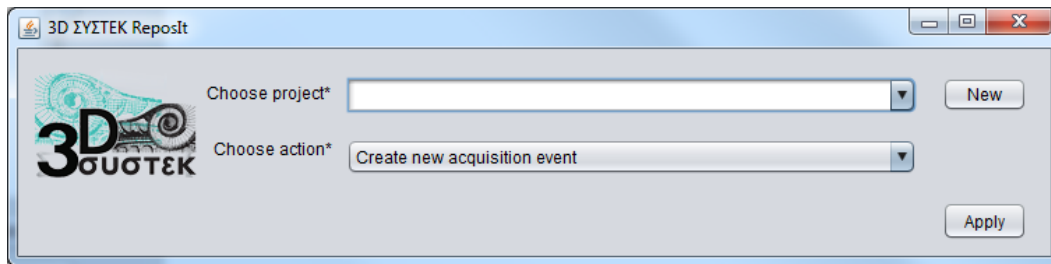 3D ΣΥΣΤΕΚ ReposIt
Choose project*
New
3D
συστεκ
Choose action*
Create new acquisition event
Apply